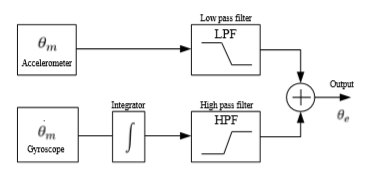 Low pass filter
θₘ
Accelerometer
LPF
Output
θₑ
Integrator
High pass filter
θ̇ₘ
Gyroscope
∫
HPF
+